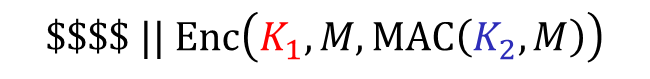 $$$$ || Enc(K₁, M, MAC(K₂, M))